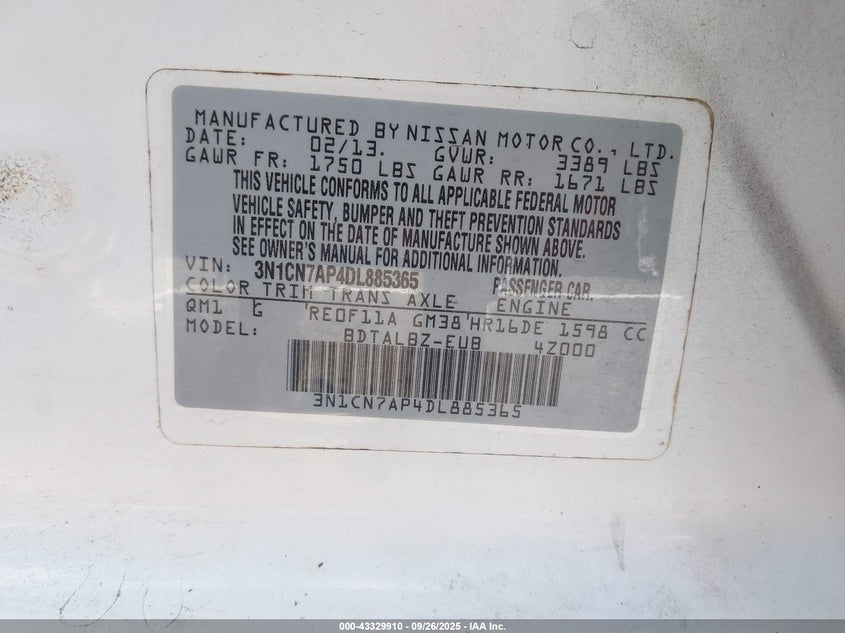 MANUFACTURED BY NISSAN MOTOR CO., LTD.
DATE: 02/13. GVWR: 3389 LBS
GAWR FR: 1750 LBS GAWR RR: 1671 LBS
THIS VEHICLE CONFORMS TO ALL APPLICABLE FEDERAL MOTOR
VEHICLE SAFETY, BUMPER AND THEFT PREVENTION STANDARDS
IN EFFECT ON THE DATE OF MANUFACTURE SHOWN ABOVE.
SEE OWNER'S MANUAL FOR ADDITIONAL INFORMATION.
VIN: 3N1CN7AP4DL885365 PASSENGER CAR.
COLOR TRIM TRANS AXLE ENGINE
QM1 G RE0F11A GM38 HR16DE 1598 CC
MODEL: BDTALBZ-EUB 4Z000
3N1CN7AP4DL885365
000-43329910 - 09/26/2025 - IAA Inc.